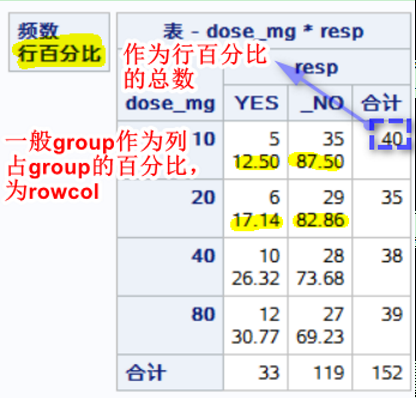 频数
行百分比
表 - dose_mg * resp
作为行百分比
的总数
resp
dose_mg YES _NO 合计
10 5 35 40
12.50 87.50
一般group作为列
占group的百分比，
为rowcol
20 6 29 35
17.14 82.86
40 10 28 38
26.32 73.68
80 12 27 39
30.77 69.23
合计 33 119 152